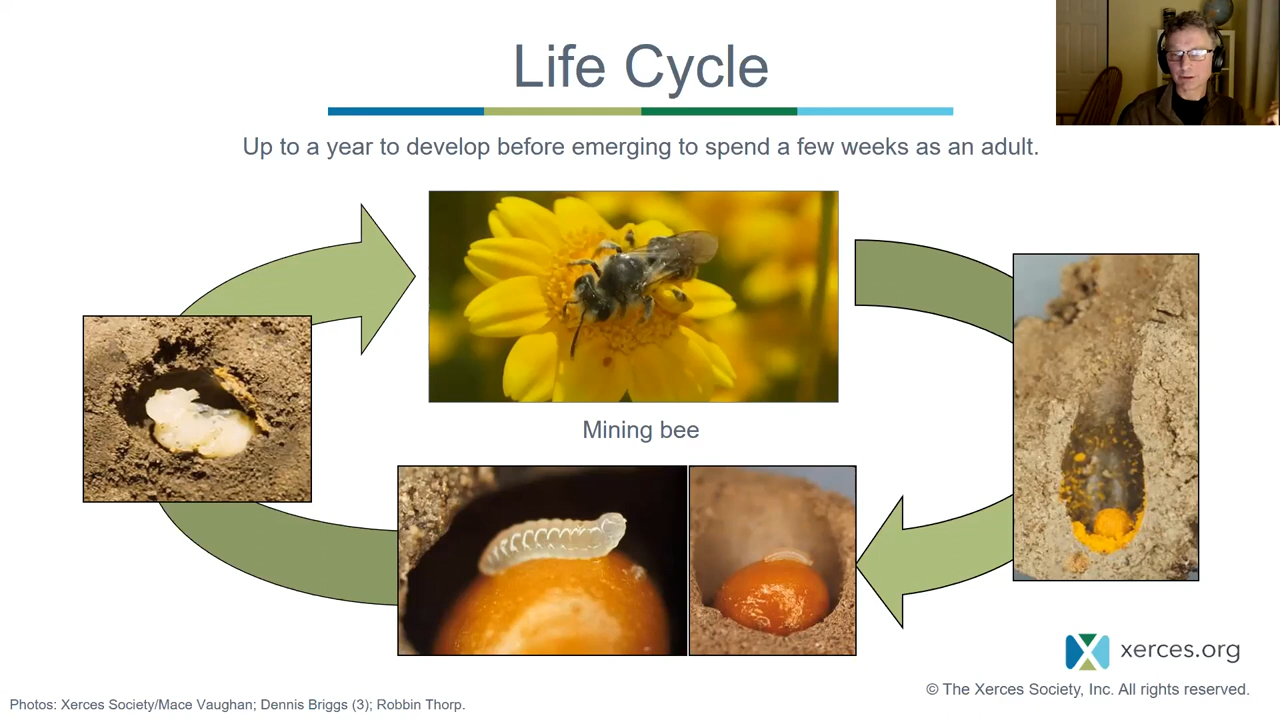 Life Cycle
Up to a year to develop before emerging to spend a few weeks as an adult.
Mining bee
xerces.org
© The Xerces Society, Inc. All rights reserved.
Photos: Xerces Society/Mace Vaughan; Dennis Briggs (3); Robbin Thorp.